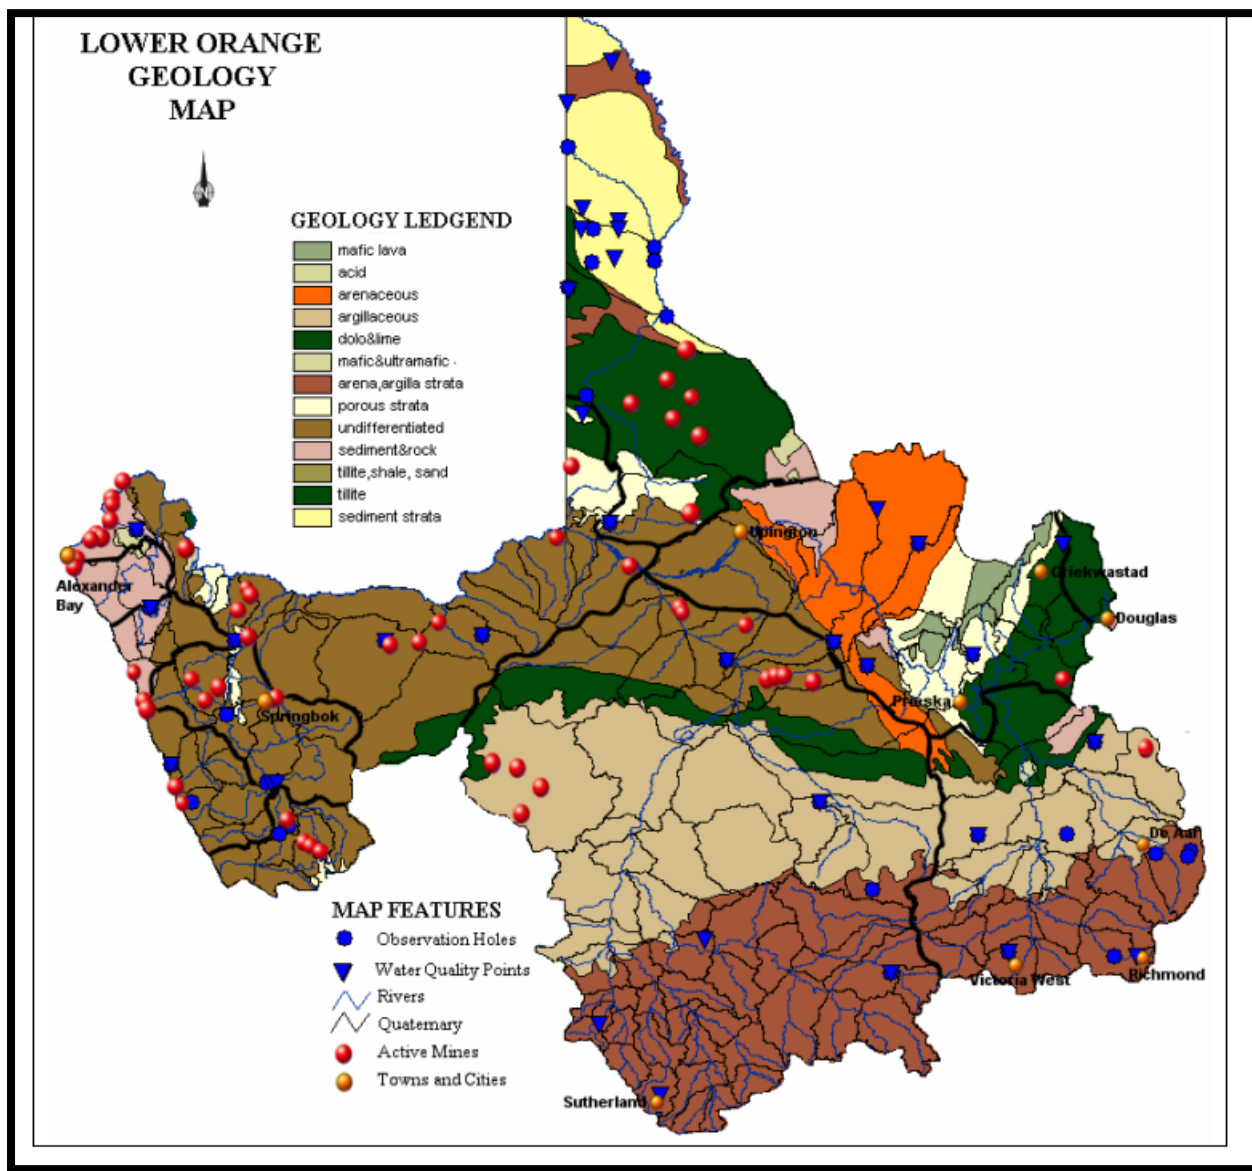 LOWER ORANGE
GEOLOGY
MAP
N
GEOLOGY LEDGEND
mafic lava
acid
arenaceous
argillaceous
dolo&lime
mafic&ultramafic -
arena,argilla strata
porous strata
undifferentiated
sediment&rock
tillite,shale, sand
tillite
sediment strata
Upington
Griekwastad
Alexander
Bay
Douglas
Prieska
Springbok
De Aar
MAP FEATURES
Observation Holes
Water Quality Points
Rivers
Quaternary
Active Mines
Towns and Cities
Victoria West
Richmond
Sutherland